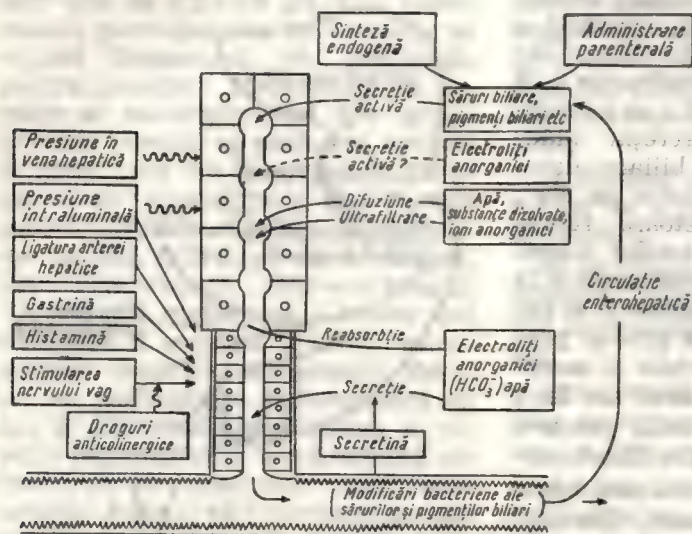 Sinteză
endogenă
Administrare
parenterală
Secreție
activă
Săruri biliare,
pigmenți biliari etc
Presiune în
vena hepatică
Secreție
activă?
Electroliți
anorganici
Presiune
intraluminală
Difuziune
Ultrafiltrare
Apă,
substanțe dizolvate,
ioni anorganici
Ligatura arterei
hepatice
Circulație
enterohepatică
Gastrină
Histamină
Reabsorbție
Electroliți
anorganici
(HCO₃⁻) apă
Stimularea
nervului vag
Secreție
Droguri
anticolinergice
Secretină
(Modificări bacteriene ale
sărurilor și pigmenților biliari)